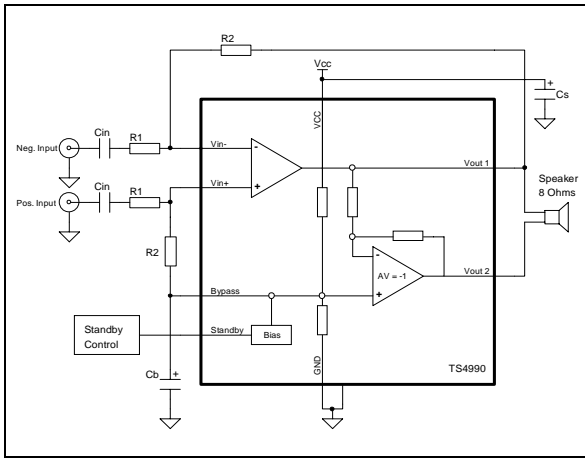 R2
Vcc
+
Cs
VCC
Cin
R1
Neg. Input
Vin-
-
Vout 1
Speaker
8 Ohms
Cin
R1
Vin+
+
Pos. Input
R2
-
AV = -1
Vout 2
Bypass
+
Standby
Control
Standby
Bias
GND
TS4990
Cb
+